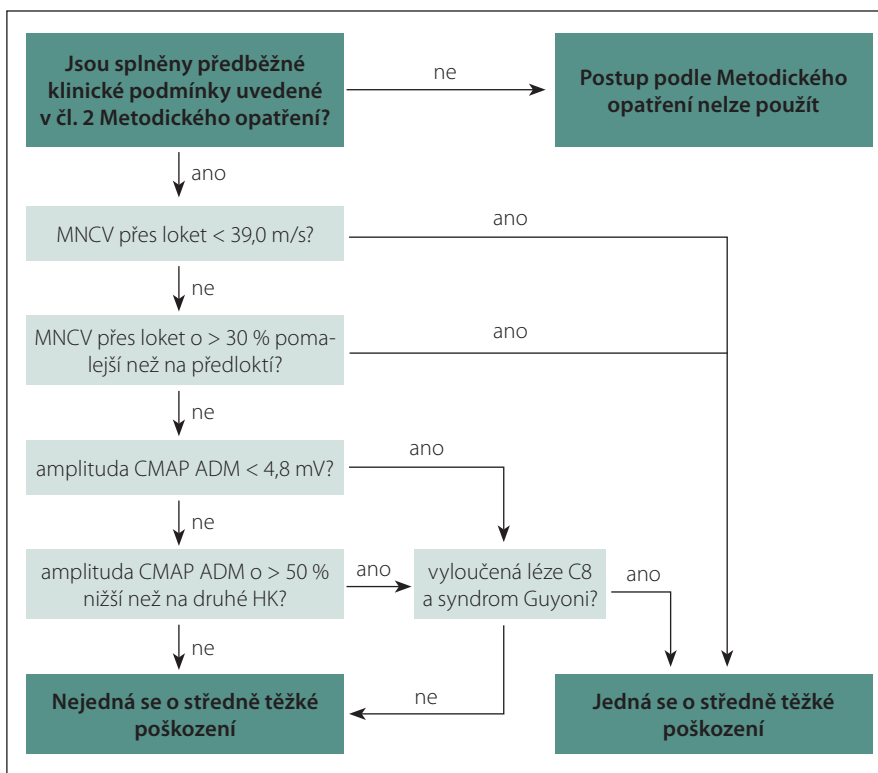 Jsou splněny předběžné
klinické podmínky uvedené
v čl. 2 Metodického opatření?
ne
Postup podle Metodického
opatření nelze použít
ano
MNCV přes loket < 39,0 m/s?
ano
ne
MNCV přes loket o > 30 % poma-
lejší než na předloktí?
ano
ne
amplituda CMAP ADM < 4,8 mV?
ano
ne
amplituda CMAP ADM o > 50 %
nižší než na druhé HK?
ano
vyloučená léze C8
a syndrom Guyoni?
ano
ne
ne
Nejedná se o středně těžké
poškození
Jedná se o středně těžké
poškození